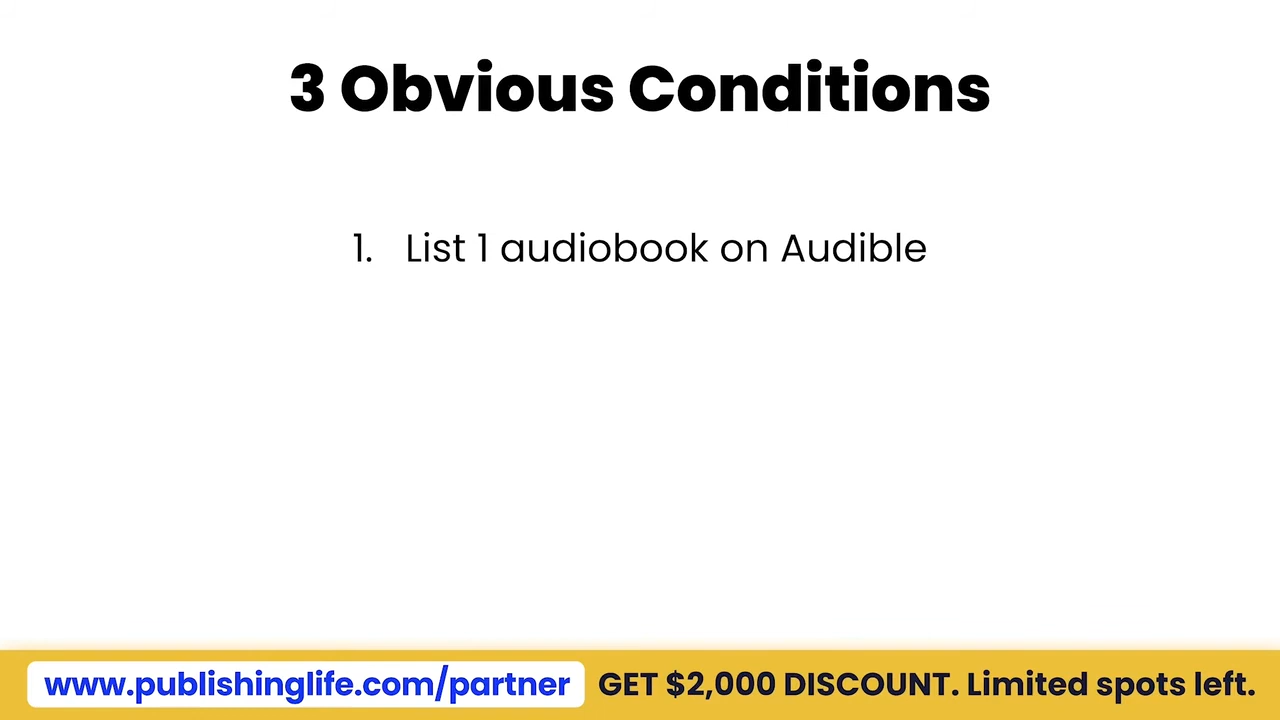 3 Obvious Conditions
1. List 1 audiobook on Audible
www.publishinglife.com/partner GET $2,000 DISCOUNT. Limited spots left.